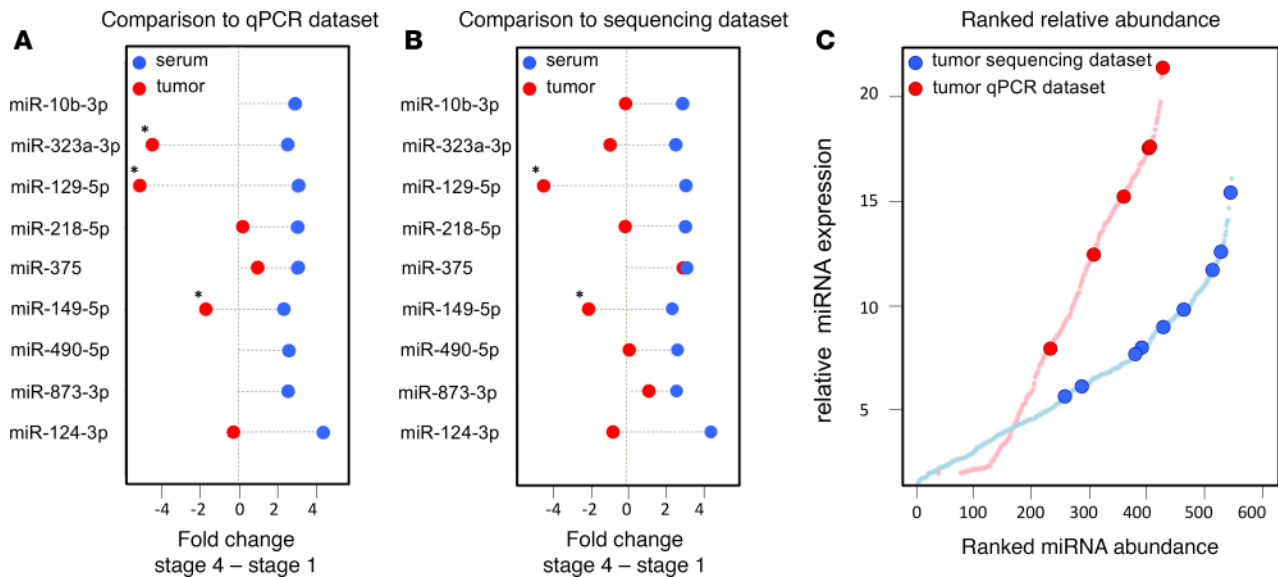 Comparison to qPCR dataset
A
serum
tumor
miR-10b-3p
miR-323a-3p
*
miR-129-5p
*
miR-218-5p
miR-375
miR-149-5p
*
miR-490-5p
miR-873-3p
miR-124-3p
-4 -2 0 2 4
Fold change
stage 4 – stage 1
Comparison to sequencing dataset
B
serum
tumor
miR-10b-3p
miR-323a-3p
miR-129-5p
*
miR-218-5p
miR-375
miR-149-5p
*
miR-490-5p
miR-873-3p
miR-124-3p
-4 -2 0 2 4
Fold change
stage 4 – stage 1
Ranked relative abundance
C
tumor sequencing dataset
tumor qPCR dataset
relative miRNA expression
20
15
10
5
0 100 200 300 400 500 600
Ranked miRNA abundance